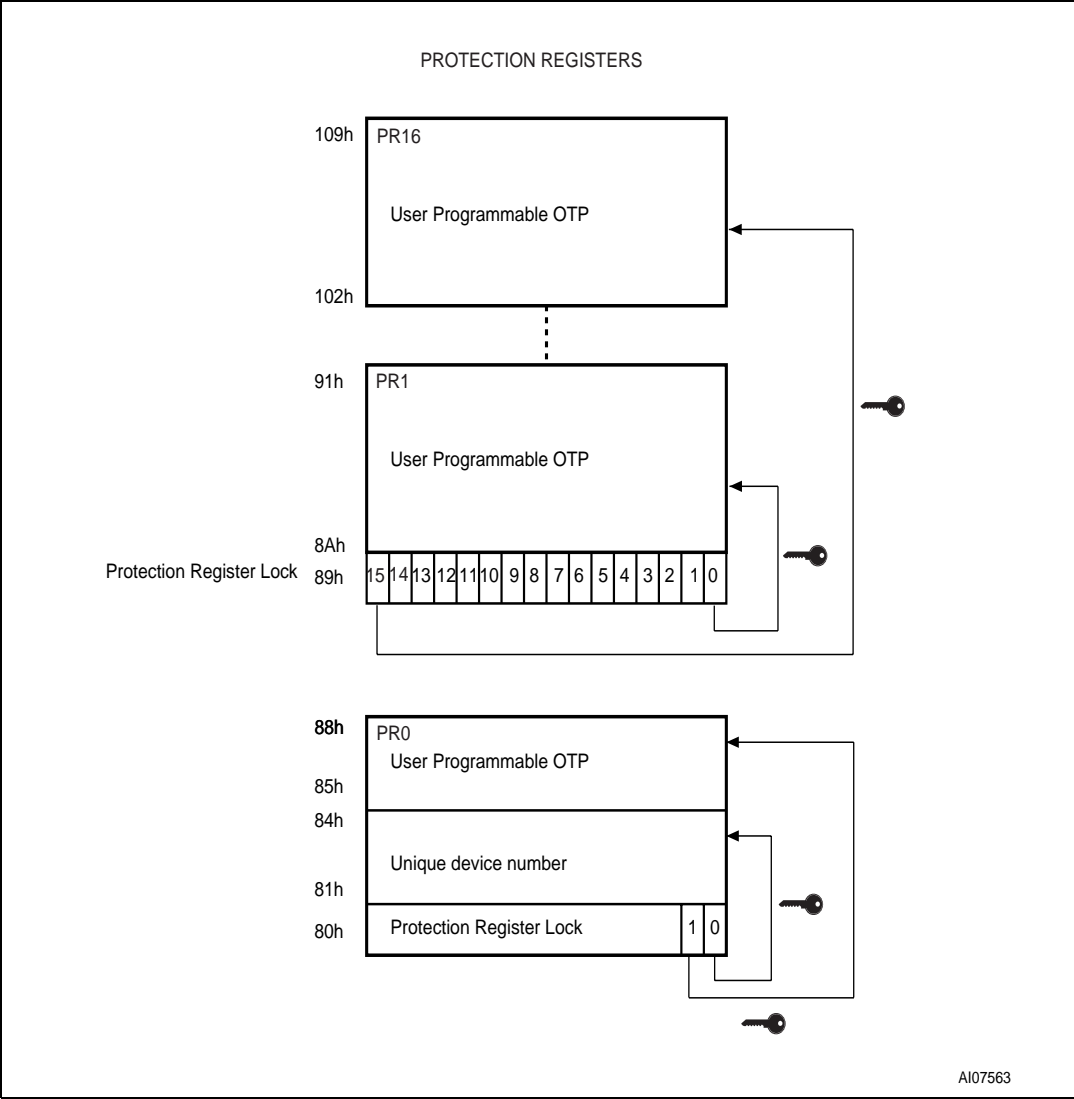 PROTECTION REGISTERS
109h PR16
User Programmable OTP
102h
91h PR1
User Programmable OTP
8Ah
Protection Register Lock 89h 15 14 13 12 11 10 9 8 7 6 5 4 3 2 1 0
88h PR0
User Programmable OTP
85h
84h
Unique device number
81h
80h Protection Register Lock 1 0
AI07563